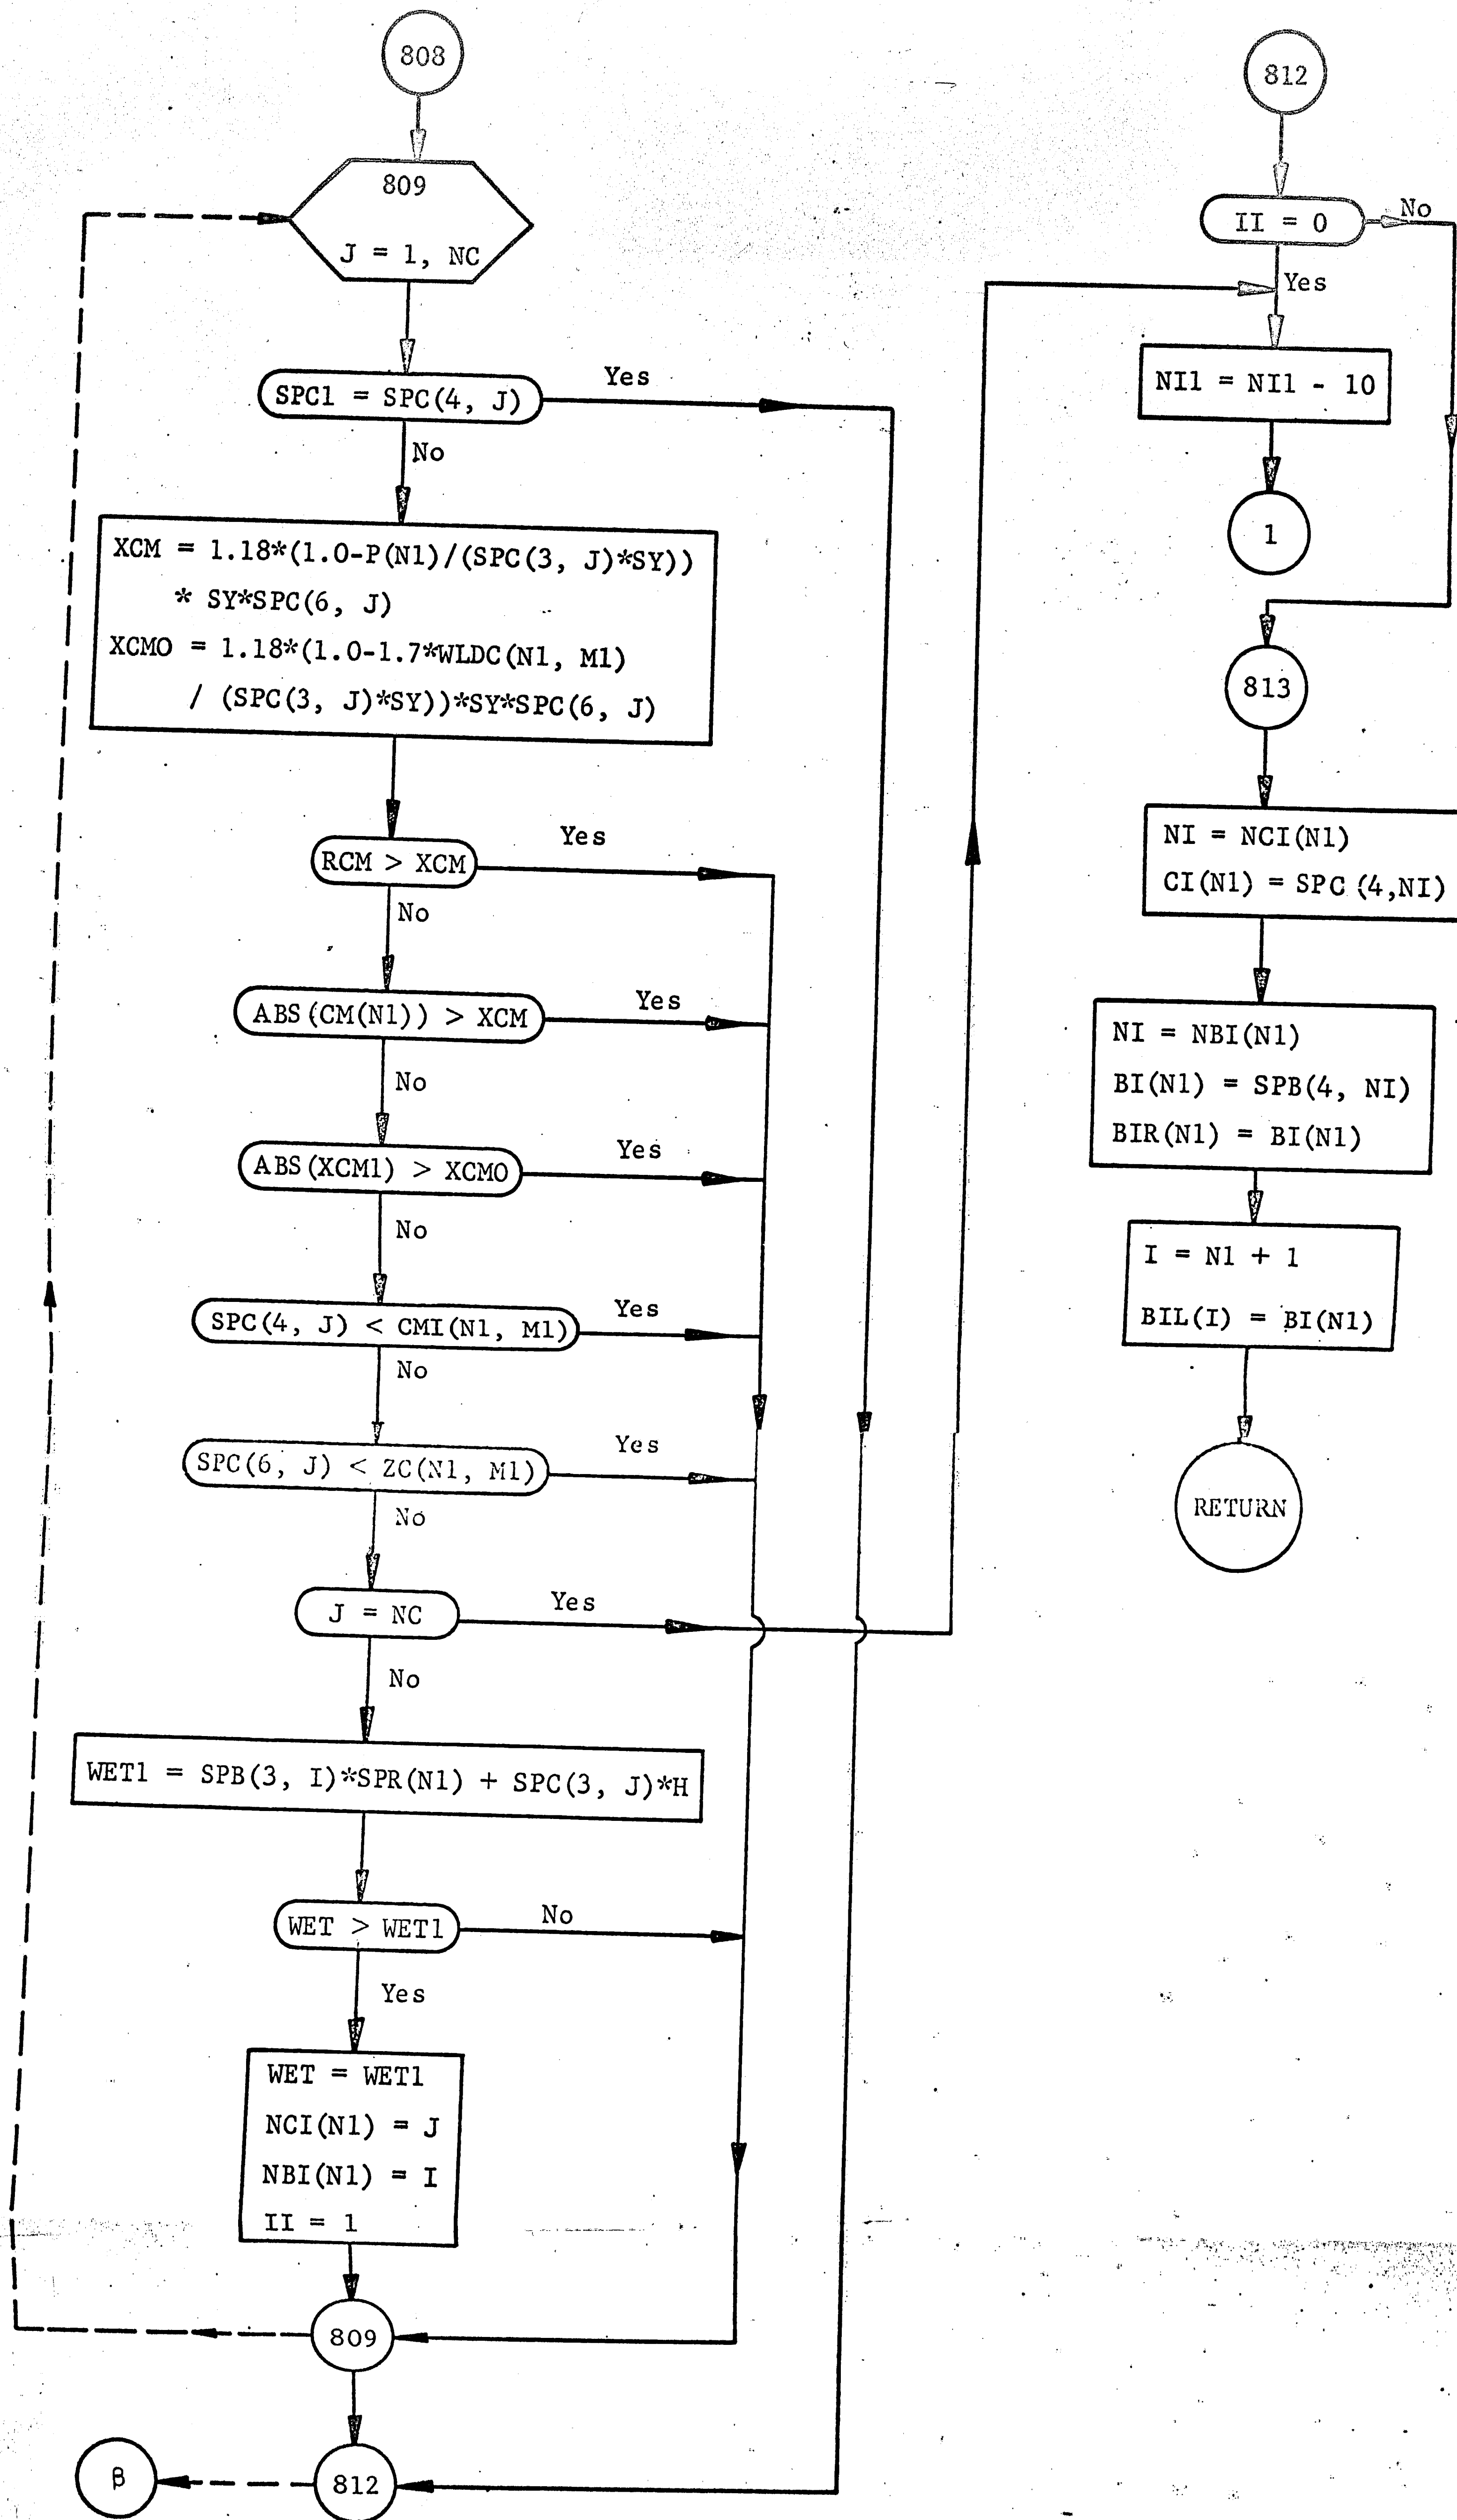 808
809
J = 1, NC
SPC1 = SPC(4, J)
Yes
No
XCM = 1.18*(1.0-P(N1)/(SPC(3, J)*SY))
* SY*SPC(6, J)
XCMO = 1.18*(1.0-1.7*WLDC(N1, M1)
/ (SPC(3, J)*SY))*SY*SPC(6, J)
RCM > XCM
Yes
No
ABS(CM(N1)) > XCM
Yes
No
ABS(XCM1) > XCMO
Yes
No
SPC(4, J) < CMI(N1, M1)
Yes
No
SPC(6, J) < ZC(N1, M1)
Yes
No
J = NC
Yes
No
WET1 = SPB(3, I)*SPR(N1) + SPC(3, J)*H
WET > WET1
No
Yes
WET = WET1
NCI(N1) = J
NBI(N1) = I
II = 1
809
812
β
812
II = 0
No
Yes
NI1 = NI1 - 10
1
813
NI = NCI(N1)
CI(N1) = SPC (4,NI)
NI = NBI(N1)
BI(N1) = SPB(4, NI)
BIR(N1) = BI(N1)
I = N1 + 1
BIL(I) = BI(N1)
RETURN